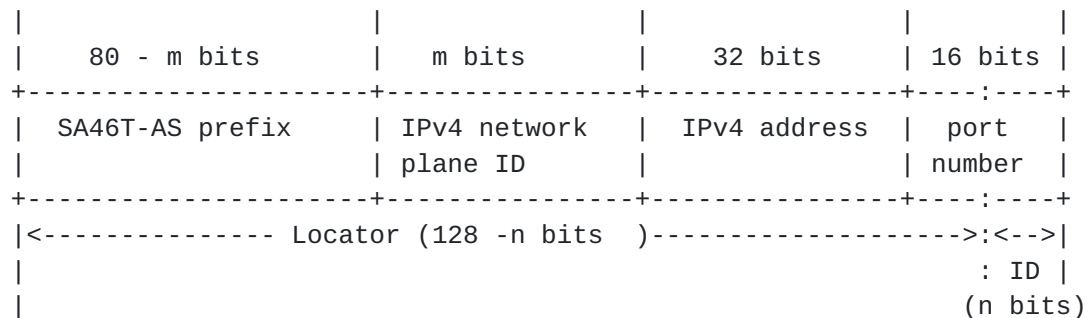 |                      |                |                |         |
|    80 - m bits       |   m bits       |    32 bits     | 16 bits |
+----------------------+----------------+----------------+----:----+
|  SA46T-AS prefix     | IPv4 network   |  IPv4 address  |  port   |
|                      | plane ID       |                | number  |
+----------------------+----------------+----------------+----:----+
|<--------------- Locator (128 -n bits  )-------------------->:<-->|
|                                                             : ID |
|                                                            (n bits)